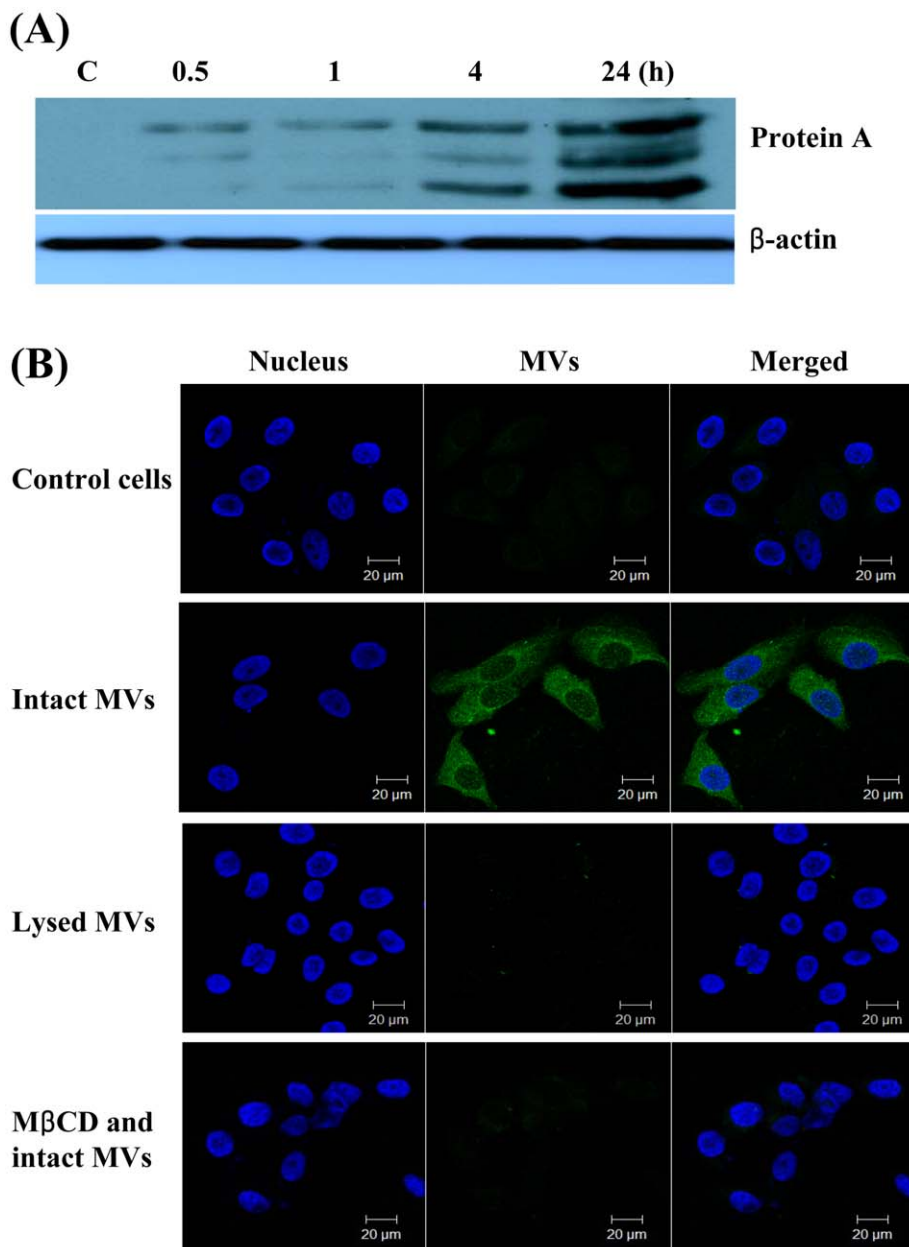 (A)
C 0.5 1 4 24 (h)
Protein A
β-actin
(B)
Nucleus MVs Merged
Control cells
20 µm 20 µm 20 µm
Intact MVs
20 µm 20 µm 20 µm
Lysed MVs
20 µm 20 µm 20 µm
MβCD and
intact MVs
20 µm 20 µm 20 µm